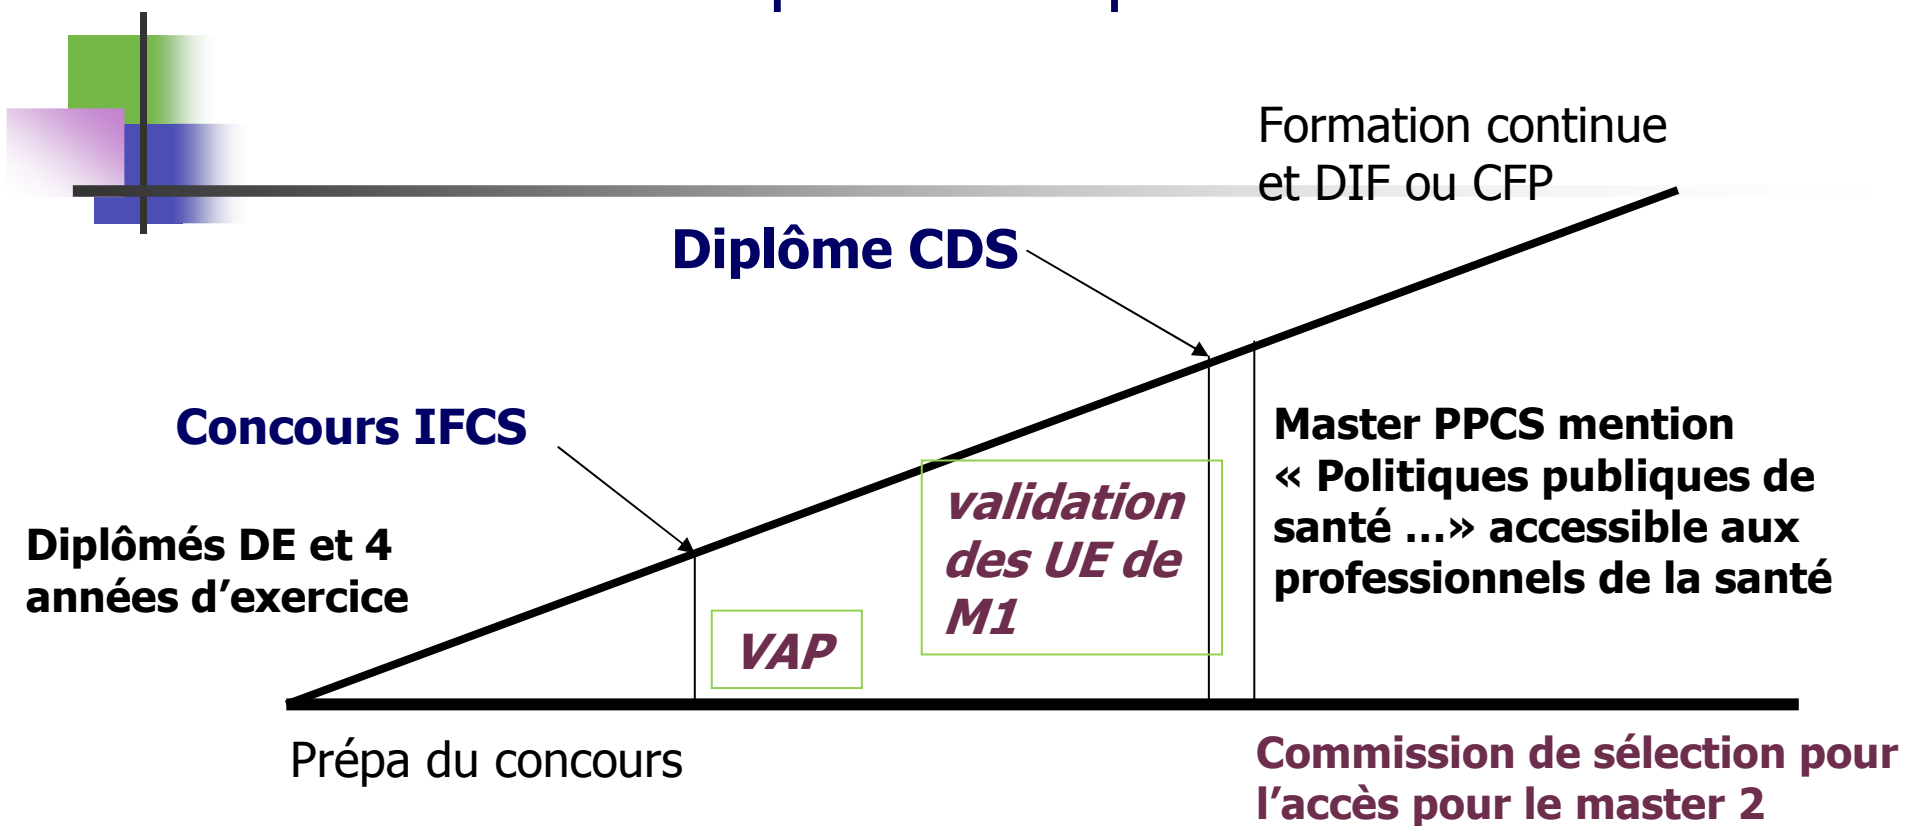 Formation continue
et DIF ou CFP
Diplôme CDS
Concours IFCS
Diplômés DE et 4
années d’exercice
VAP
validation
des UE de
M1
Master PPCS mention
« Politiques publiques de
santé …» accessible aux
professionnels de la santé
Prépa du concours
Commission de sélection pour
l’accès pour le master 2